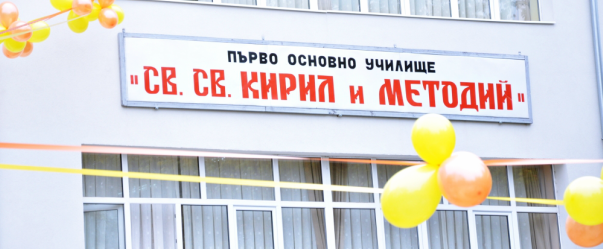 ПЪРВО ОСНОВНО УЧИЛИЩЕ
"СВ. СВ. КИРИЛ и МЕТОДИЙ"